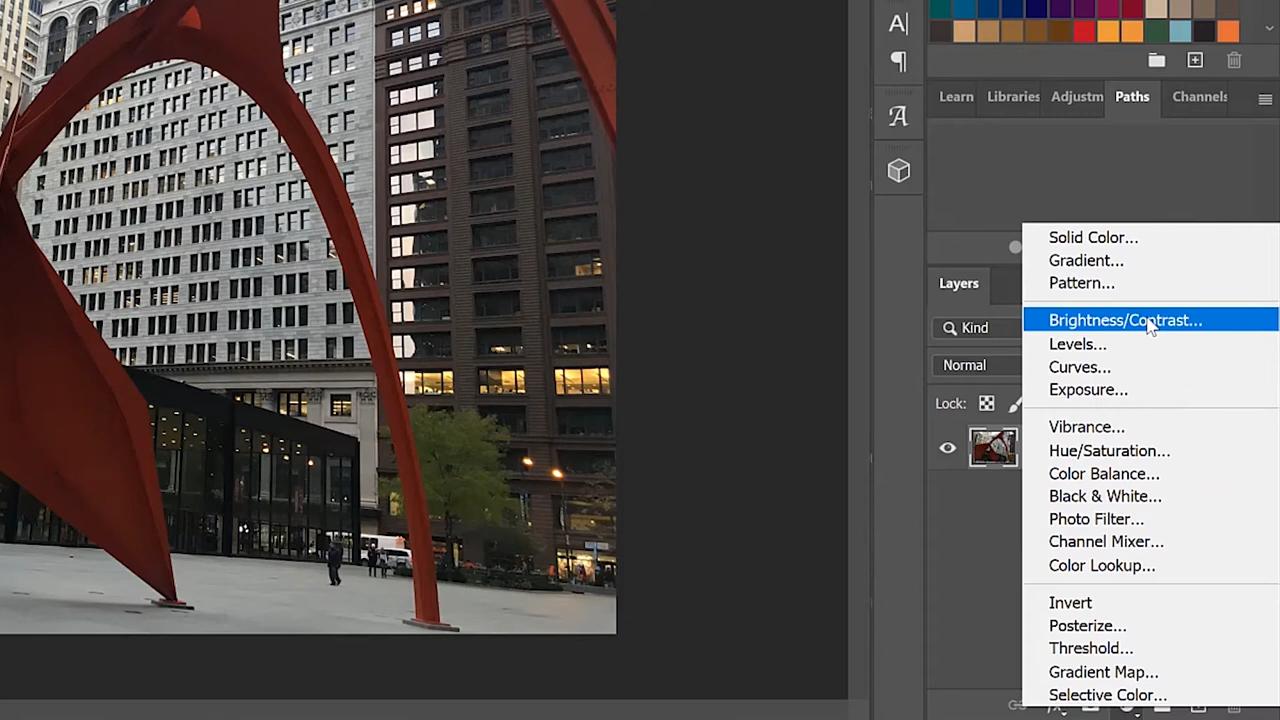 A|
¶
A
Learn Libraries Adjustm Paths Channels
Solid Color...
Gradient...
Pattern...
Layers
Kind
Brightness/Contrast...
Levels...
Normal
Curves...
Exposure...
Lock:
Vibrance...
Hue/Saturation...
Color Balance...
Black & White...
Photo Filter...
Channel Mixer...
Color Lookup...
Invert
Posterize...
Threshold...
Gradient Map...
Selective Color...
fx